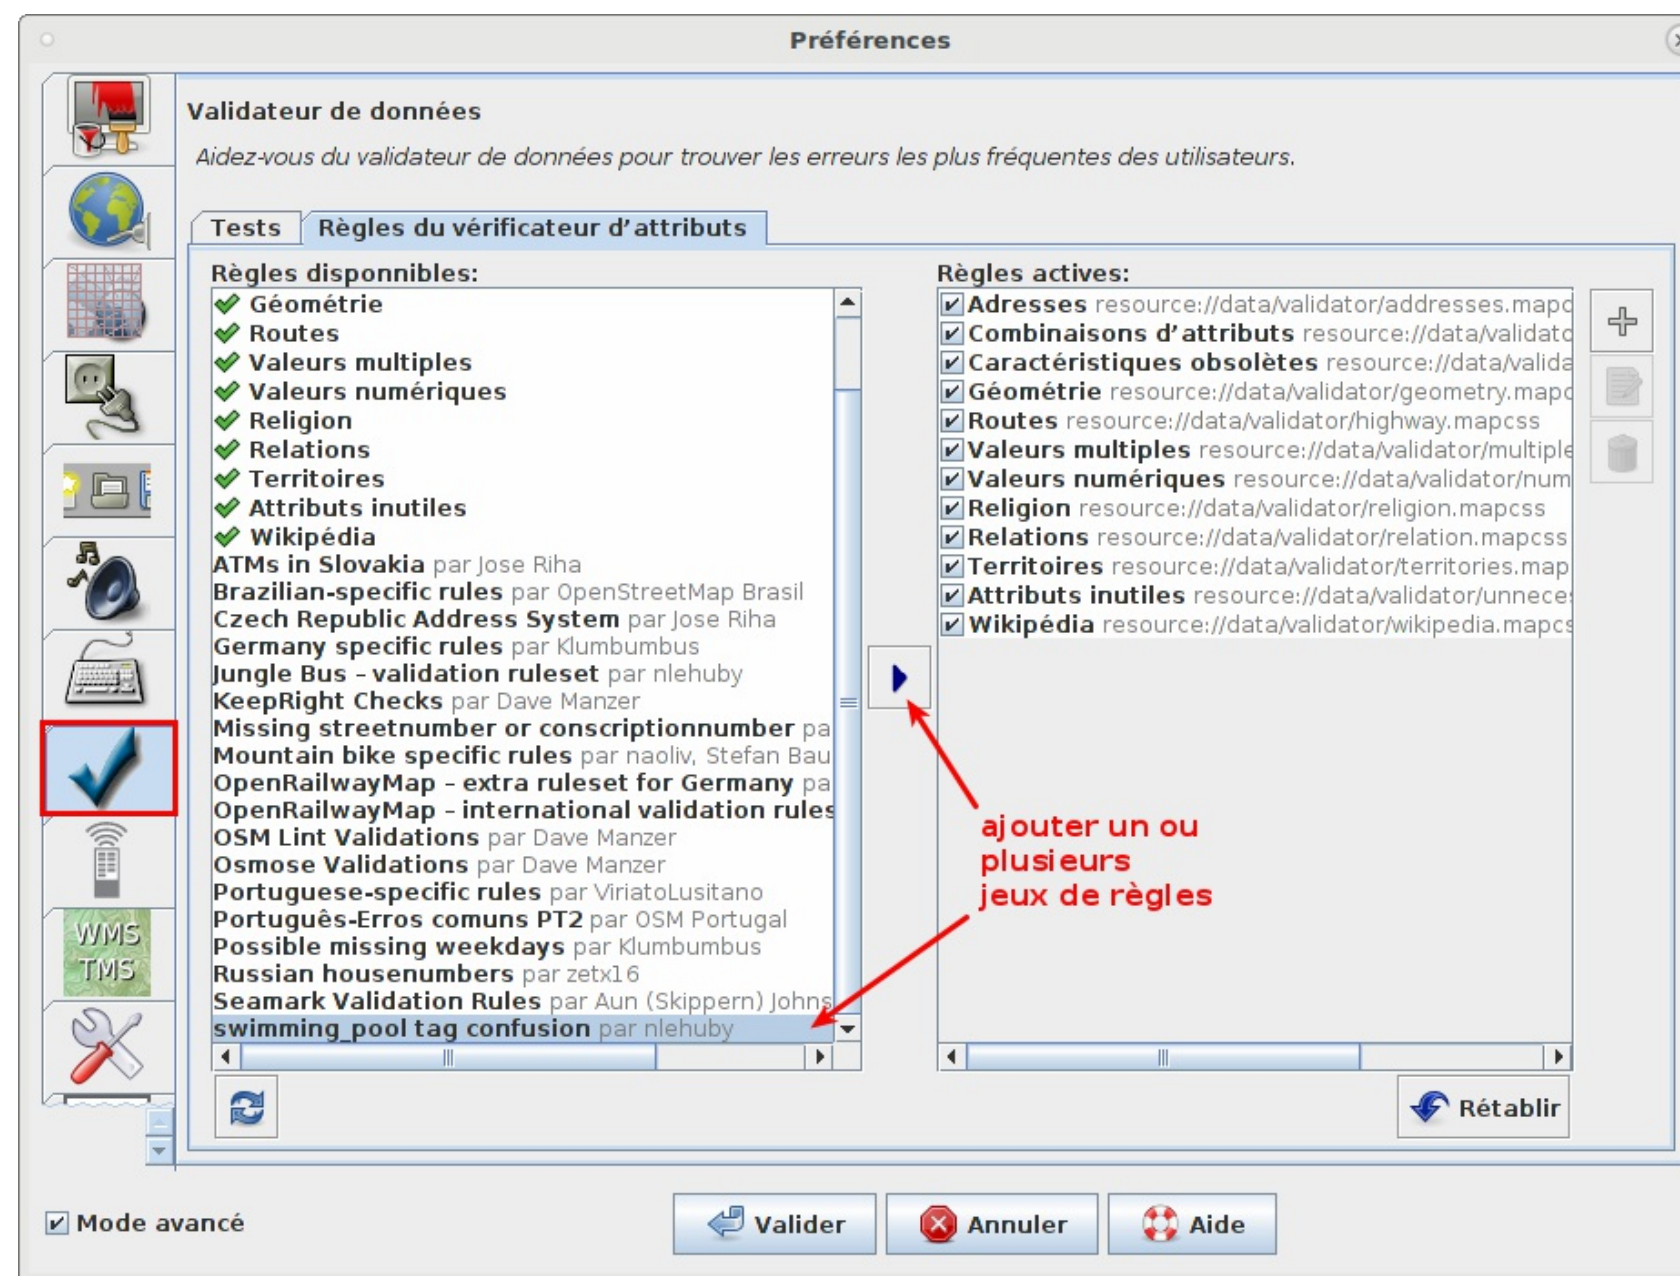 Préférences
Validateur de données
Aidez-vous du validateur de données pour trouver les erreurs les plus fréquentes des utilisateurs.
Tests
Règles du vérificateur d'attributs
Règles disponnibles:
Géométrie
Routes
Valeurs multiples
Valeurs numériques
Religion
Relations
Territoires
Attributs inutiles
Wikipédia
ATMs in Slovakia par Jose Riha
Brazilian-specific rules par OpenStreetMap Brasil
Czech Republic Address System par Jose Riha
Germany specific rules par Klumbumbus
Jungle Bus – validation ruleset par nlehuby
KeepRight Checks par Dave Manzer
Missing streetnumber or conscriptionnumber pa
Mountain bike specific rules par naoliv, Stefan Bau
OpenRailwayMap – extra ruleset for Germany pa
OpenRailwayMap – international validation rules
OSM Lint Validations par Dave Manzer
Osmose Validations par Dave Manzer
Portuguese-specific rules par ViriatoLusitano
Português-Erros comuns PT2 par OSM Portugal
Possible missing weekdays par Klumbumbus
Russian housenumbers par zetx16
Seamark Validation Rules par Aun (Skippern) Johns
swimming_pool tag confusion par nlehuby
Règles actives:
Adresses resource://data/validator/addresses.mapc
Combinaisons d'attributs resource://data/validato
Caractéristiques obsolètes resource://data/valida
Géométrie resource://data/validator/geometry.mapc
Routes resource://data/validator/highway.mapcss
Valeurs multiples resource://data/validator/multiple
Valeurs numériques resource://data/validator/num
Religion resource://data/validator/religion.mapcss
Relations resource://data/validator/relation.mapcss
Territoires resource://data/validator/territories.map
Attributs inutiles resource://data/validator/unneces
Wikipédia resource://data/validator/wikipedia.mapcs
ajouter un ou
plusieurs
jeux de règles
WMS
TMS
Rétablir
Mode avancé
Valider
Annuler
Aide